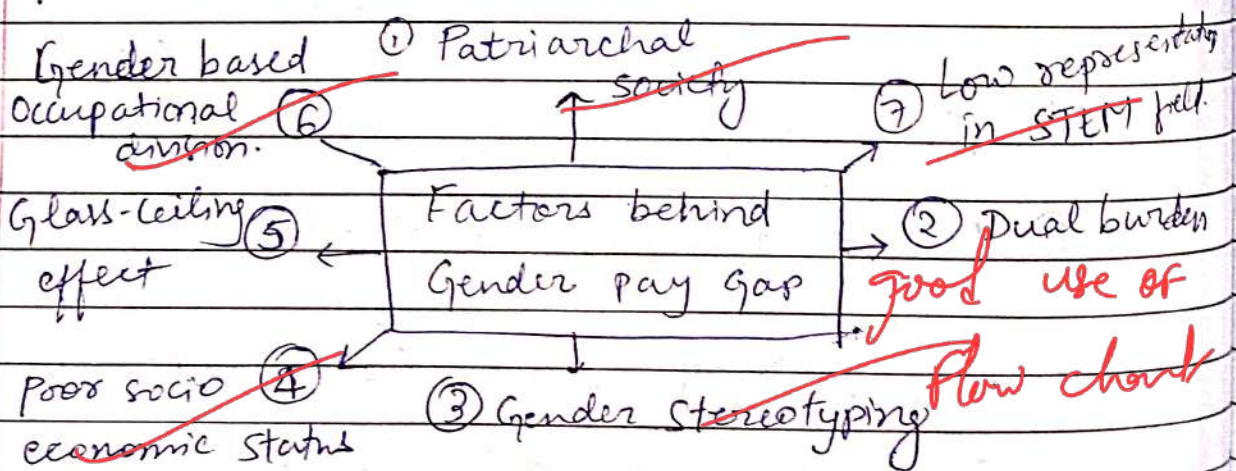 Gender based
Occupational ⑥
division.
① Patriarchal
society
⑦ Low representation
in STEM field.
Glass-Ceiling ⑤
effect
Factors behind
Gender pay gap
② Dual burden
good use of
flow chart
Poor socio ④
economic status
③ Gender Stereotyping